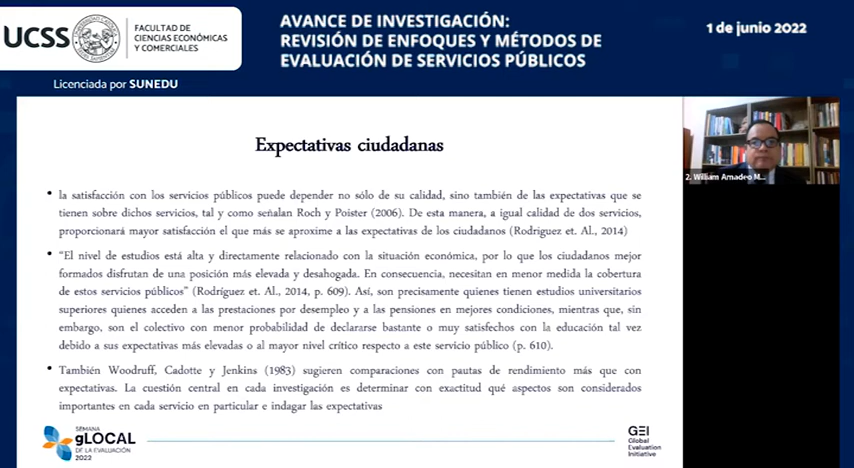 UCSS
FACULTAD DE
CIENCIAS ECONÓMICAS
Y COMERCIALES
Licenciada por SUNEDU
AVANCE DE INVESTIGACIÓN:
REVISIÓN DE ENFOQUES Y MÉTODOS DE
EVALUACIÓN DE SERVICIOS PÚBLICOS
1 de junio 2022
Expectativas ciudadanas
• la satisfacción con los servicios públicos puede depender no sólo de su calidad, sino también de las expectativas que se
tienen sobre dichos servicios, tal y como señalan Roch y Poister (2006). De esta manera, a igual calidad de dos servicios,
proporcionará mayor satisfacción el que más se aproxime a las expectativas de los ciudadanos (Rodriguez et. Al., 2014)
• “El nivel de estudios está alta y directamente relacionado con la situación económica, por lo que los ciudadanos mejor
formados disfrutan de una posición más elevada y desahogada. En consecuencia, necesitan en menor medida la cobertura
de estos servicios públicos” (Rodríguez et. Al., 2014, p. 609). Así, son precisamente quienes tienen estudios universitarios
superiores quienes acceden a las prestaciones por desempleo y a las pensiones en mejores condiciones, mientras que, sin
embargo, son el colectivo con menor probabilidad de declararse bastante o muy satisfechos con la educación tal vez
debido a sus expectativas más elevadas o al mayor nivel crítico respecto a este servicio público (p. 610).
• También Woodruff, Cadotte y Jenkins (1983) sugieren comparaciones con pautas de rendimiento más que con
expectativas. La cuestión central en cada investigación es determinar con exactitud qué aspectos son considerados
importantes en cada servicio en particular e indagar las expectativas
2. William Amadeo M...
SEMANA
gLOCAL
DE LA EVALUACIÓN
2022
GEI
Global
Evaluation
Initiative